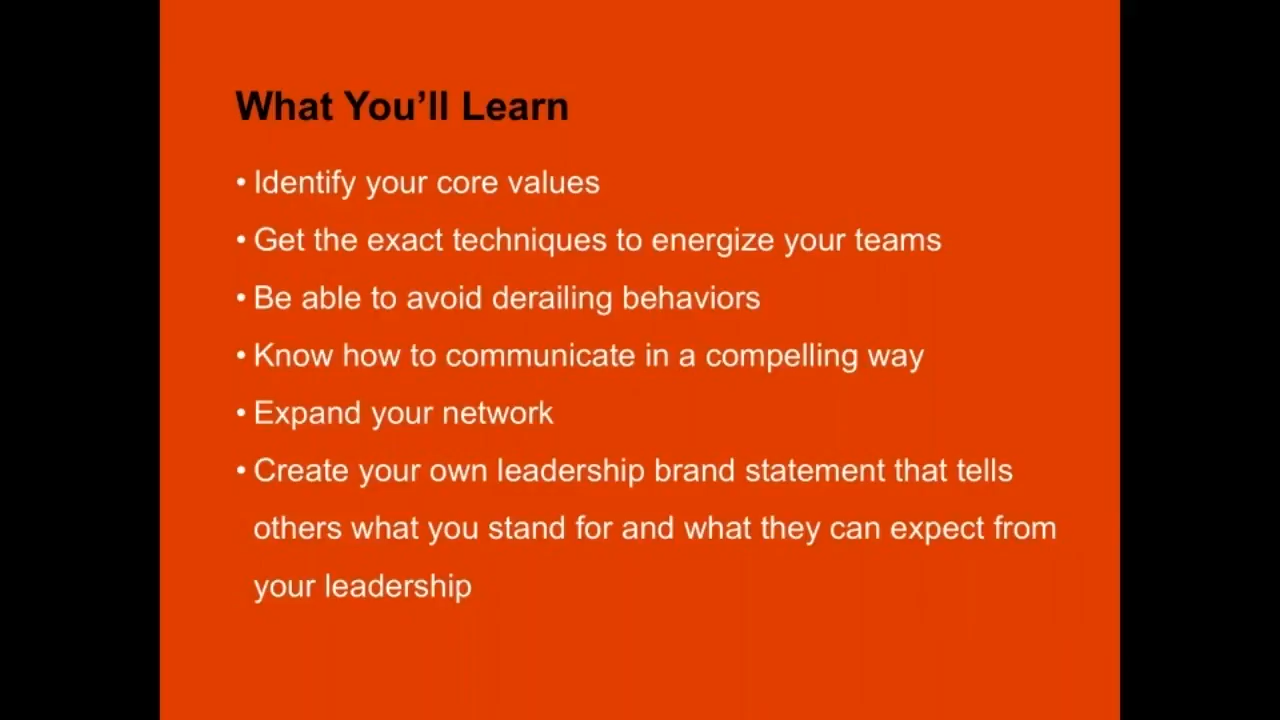 What You’ll Learn
• Identify your core values
• Get the exact techniques to energize your teams
• Be able to avoid derailing behaviors
• Know how to communicate in a compelling way
• Expand your network
• Create your own leadership brand statement that tells
others what you stand for and what they can expect from
your leadership